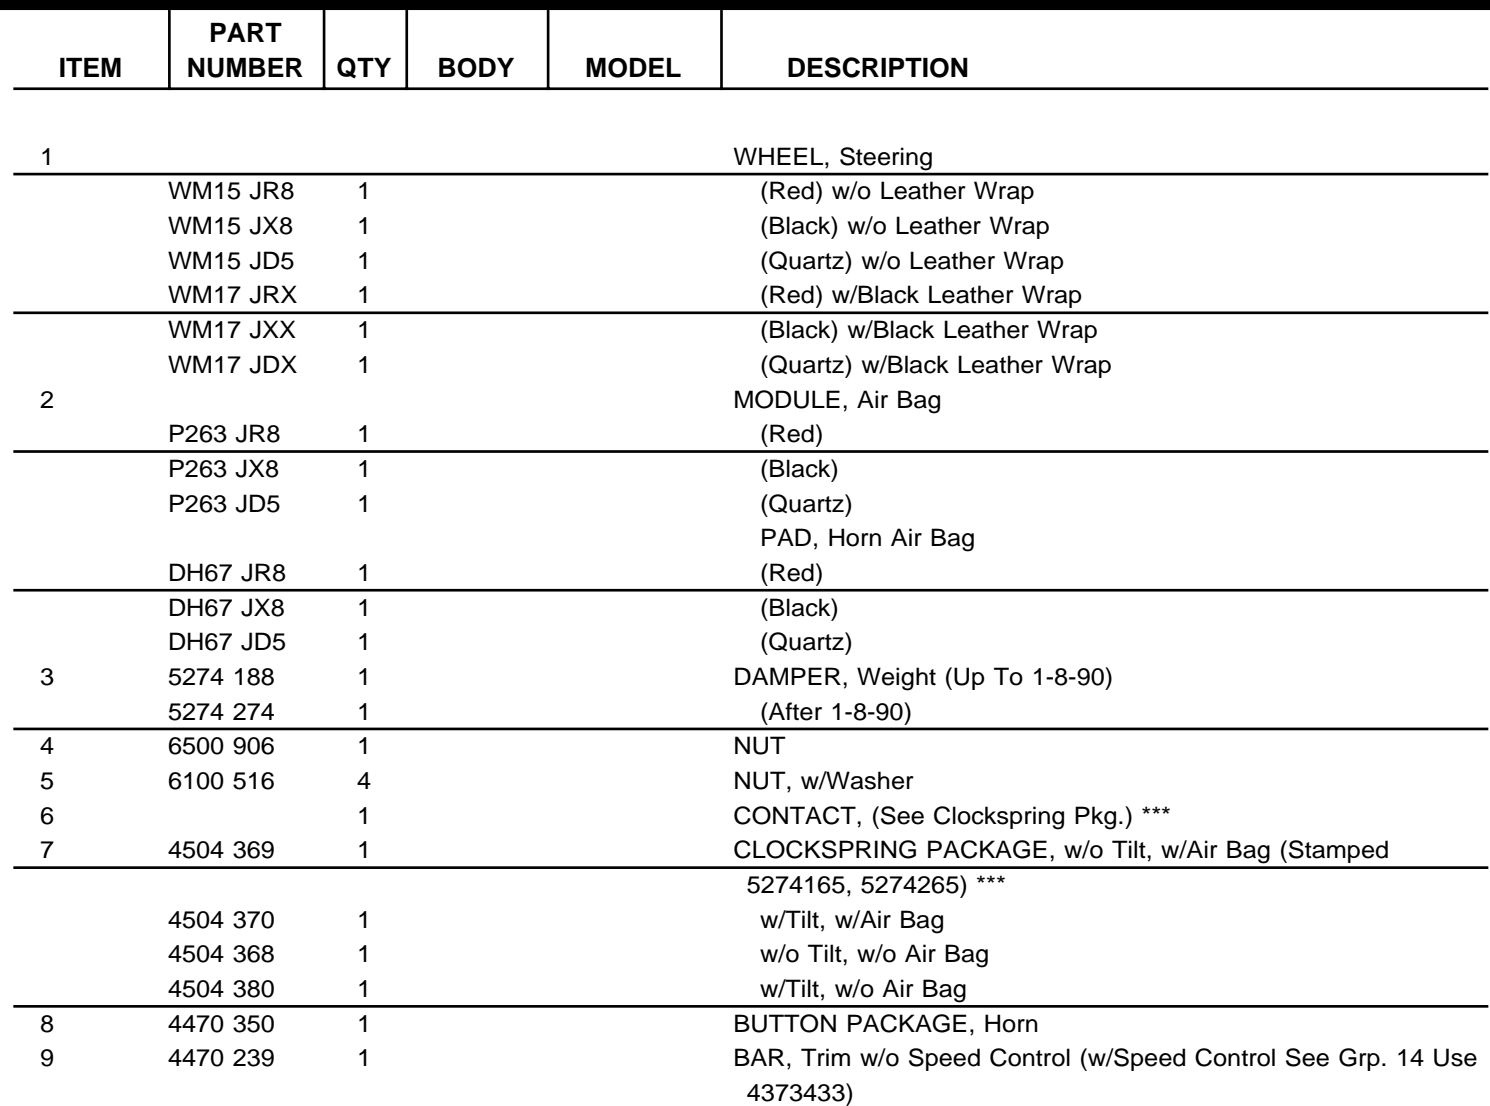 PART
ITEM NUMBER QTY BODY MODEL DESCRIPTION
1 WHEEL, Steering
WM15 JR8 1 (Red) w/o Leather Wrap
WM15 JX8 1 (Black) w/o Leather Wrap
WM15 JD5 1 (Quartz) w/o Leather Wrap
WM17 JRX 1 (Red) w/Black Leather Wrap
WM17 JXX 1 (Black) w/Black Leather Wrap
WM17 JDX 1 (Quartz) w/Black Leather Wrap
2 MODULE, Air Bag
P263 JR8 1 (Red)
P263 JX8 1 (Black)
P263 JD5 1 (Quartz)
PAD, Horn Air Bag
DH67 JR8 1 (Red)
DH67 JX8 1 (Black)
DH67 JD5 1 (Quartz)
3 5274 188 1 DAMPER, Weight (Up To 1-8-90)
5274 274 1 (After 1-8-90)
4 6500 906 1 NUT
5 6100 516 4 NUT, w/Washer
6 1 CONTACT, (See Clockspring Pkg.) ***
7 4504 369 1 CLOCKSPRING PACKAGE, w/o Tilt, w/Air Bag (Stamped
5274165, 5274265) ***
4504 370 1 w/Tilt, w/Air Bag
4504 368 1 w/o Tilt, w/o Air Bag
4504 380 1 w/Tilt, w/o Air Bag
8 4470 350 1 BUTTON PACKAGE, Horn
9 4470 239 1 BAR, Trim w/o Speed Control (w/Speed Control See Grp. 14 Use
4373433)